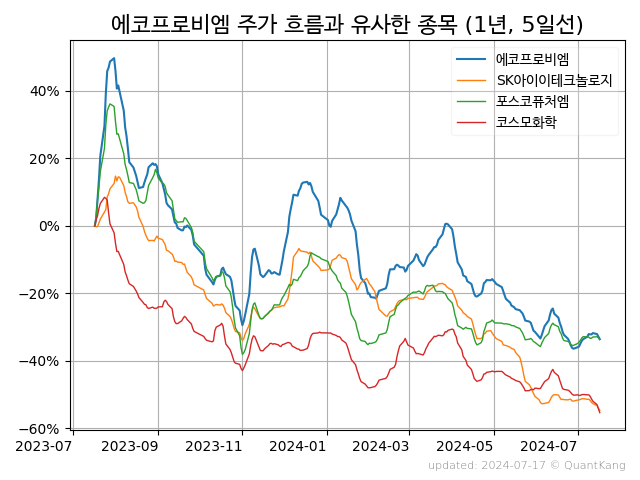 에코프로비엠 주가 흐름과 유사한 종목 (1년, 5일선)
에코프로비엠
SK아이이테크놀로지
포스코퓨처엠
코스모화학
40%
20%
0%
−20%
−40%
−60%
2023-07 2023-09 2023-11 2024-01 2024-03 2024-05 2024-07
updated: 2024-07-17 © QuantKang